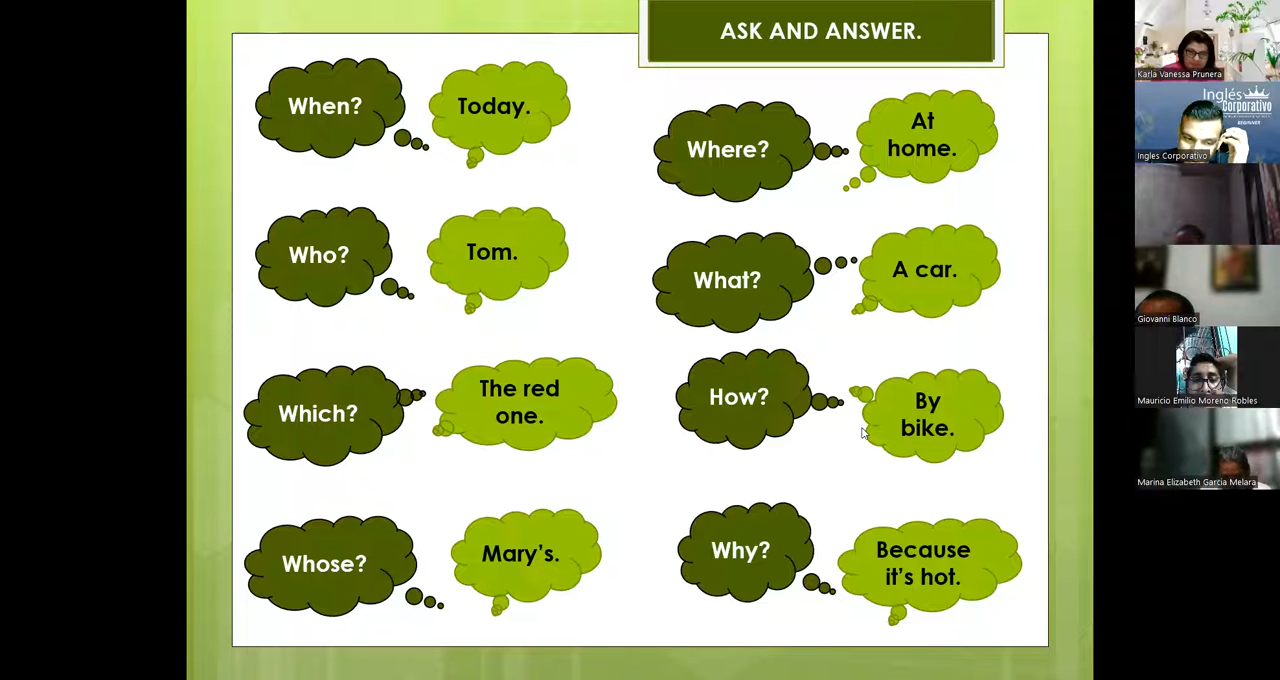 ASK AND ANSWER.
When?
Today.
Where?
At
home.
Who?
Tom.
What?
A car.
Which?
The red
one.
How?
By
bike.
Whose?
Mary's.
Why?
Because
it's hot.
Karla Vanessa Prunera
Inglés
Corporativo
BEGINNER
Ingles Corporativo
Giovanni Blanco
Mauricio Emilio Moreno Robles
Marina Elizabeth Garcia Melara